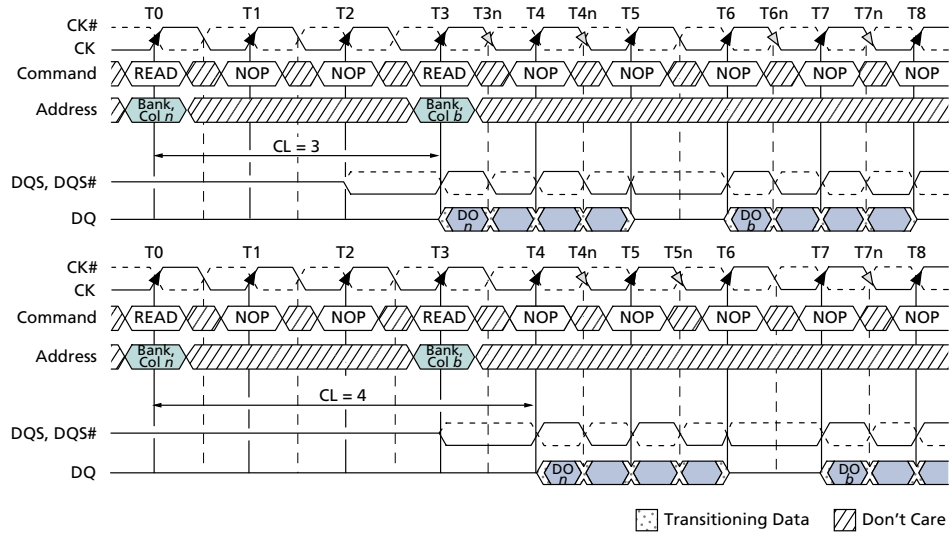 T0 T1 T2 T3 T3n T4 T4n T5 T6 T6n T7 T7n T8
CK#
CK
Command READ NOP NOP READ NOP NOP NOP NOP NOP
Address Bank, Col n Bank, Col b
CL = 3
DQS, DQS#
DQ DO n DO b
T0 T1 T2 T3 T4 T4n T5 T5n T6 T7 T7n T8
CK#
CK
Command READ NOP NOP READ NOP NOP NOP NOP NOP
Address Bank, Col n Bank, Col b
CL = 4
DQS, DQS#
DQ DO n DO b
Transitioning Data Don't Care